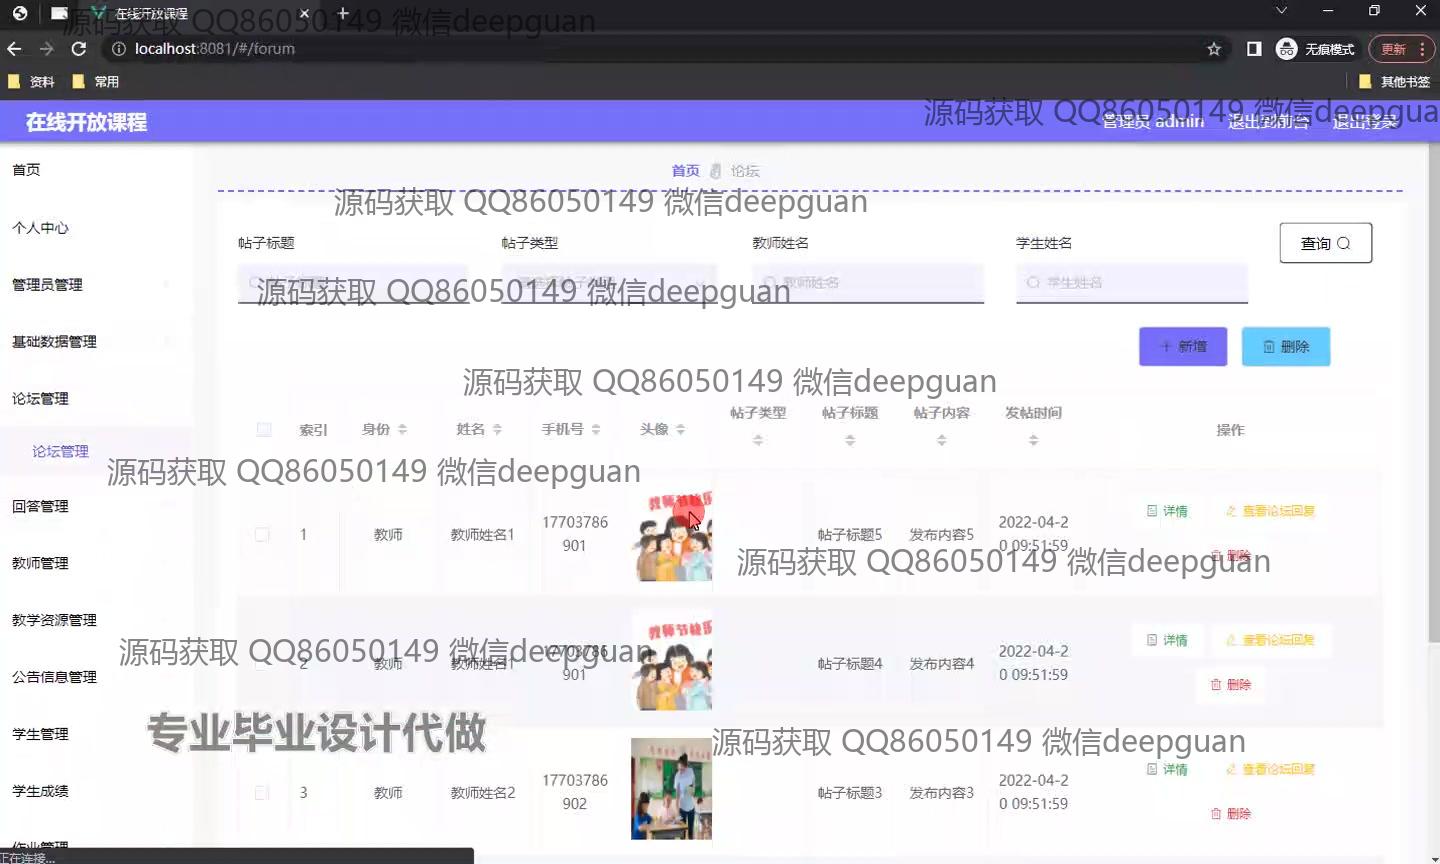 在线开放课程
源码获取 QQ86050149 微信deepguan
localhost:8081/#/forum
无痕模式
更新
资料
常用
其他书签
在线开放课程
源码获取 QQ86050149 微信deepgua
管理员 admin
退出到前台
退出登录
首页
论坛
源码获取 QQ86050149 微信deepguan
首页
个人中心
管理员管理
基础数据管理
论坛管理
论坛管理
回答管理
教师管理
教学资源管理
公告信息管理
学生管理
学生成绩
作业管理
正在连接...
帖子标题
帖子类型
教师姓名
学生姓名
查询
教师姓名
学生姓名
源码获取 QQ86050149 微信deepguan
新增
删除
源码获取 QQ86050149 微信deepguan
索引 身份 姓名 手机号 头像 帖子类型 帖子标题 帖子内容 发帖时间 操作
源码获取 QQ86050149 微信deepguan
1 教师 教师姓名1 17703786901 帖子标题5 发布内容5 2022-04-20 09:51:59 详情 查看论坛回复 删除
源码获取 QQ86050149 微信deepguan
2 教师 教师姓名1 17703786901 帖子标题4 发布内容4 2022-04-20 09:51:59 详情 查看论坛回复 删除
源码获取 QQ86050149 微信deepguan
专业毕业设计代做
源码获取 QQ86050149 微信deepguan
3 教师 教师姓名2 17703786902 帖子标题3 发布内容3 2022-04-20 09:51:59 详情 查看论坛回复 删除